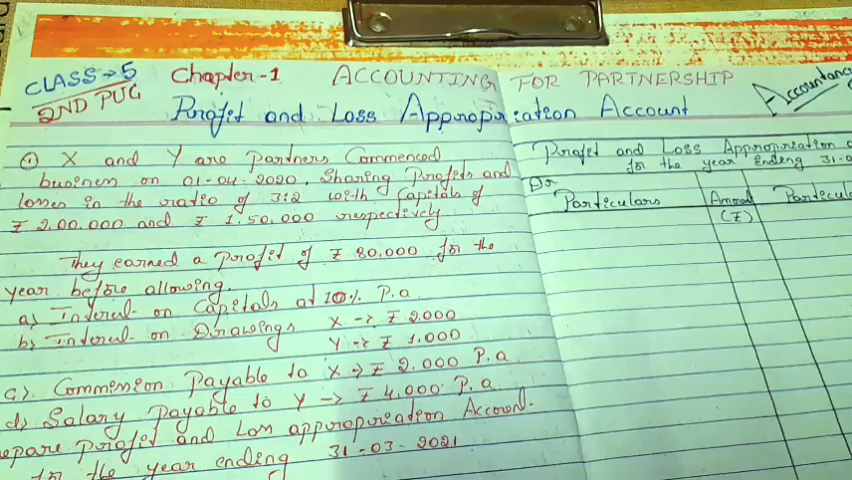 CLASS → 5
2ND PUC
Chapter-1 ACCOUNTING FOR PARTNERSHIP
Accountancy
Profit and Loss Appropriation Account
① X and Y are Partners Commenced
business on 01-04-2020, Sharing Profits and
losses in the ratio of 3:2 with Capitals of
₹ 2,00,000 and ₹ 1,50,000 respectively
They earned a Profit of ₹ 80,000 for the
year before allowing.
a) Interest on Capitals at 10% P.a
b) Interest on Drawings X → ₹ 2,000
Y → ₹ 1,000
c) Commission Payable to X → ₹ 2,000 P.a
d) Salary Payable to Y → ₹ 4,000 P.a
epare profit and Loss appropriation Account
for the year ending 31-03-2021
Profit and Loss Appropriation
for the year Ending 31-0
Dr
Particulars Amount Particul
(₹)